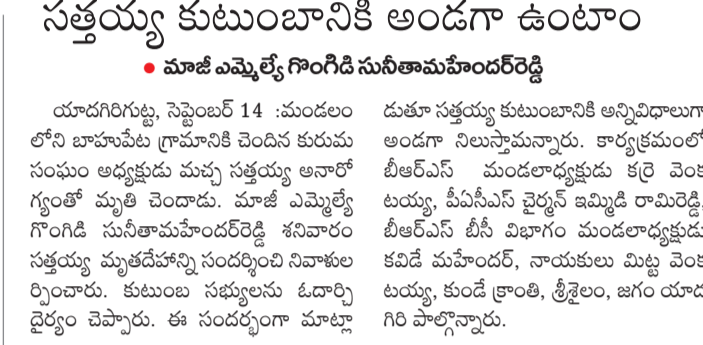 సత్తయ్య కుటుంబానికి అండగా ఉంటాం
● మాజీ ఎమ్మెల్యే గొంగిడి సునీతామహేందర్‌రెడ్డి
యాదగిరిగుట్ట, సెప్టెంబర్ 14 :మండలం
లోని బాహుపేట గ్రామానికి చెందిన కురుమ
సంఘం అధ్యక్షుడు మచ్చ సత్తయ్య అనారో
గ్యంతో మృతి చెందాడు. మాజీ ఎమ్మెల్యే
గొంగిడి సునీతామహేందర్‌రెడ్డి శనివారం
సత్తయ్య మృతదేహాన్ని సందర్శించి నివాళుల
ర్పించారు. కుటుంబ సభ్యులను ఓదార్చి
ధైర్యం చెప్పారు. ఈ సందర్భంగా మాట్లా
డుతూ సత్తయ్య కుటుంబానికి అన్నివిధాలుగా
అండగా నిలుస్తామన్నారు. కార్యక్రమంలో
బీఆర్ఎస్ మండలాధ్యక్షుడు కర్రె వెంక
టయ్య, పీఏసీఎస్ చైర్మన్ ఇమ్మిడి రామిరెడ్డి,
బీఆర్ఎస్ బీసీ విభాగం మండలాధ్యక్షుడు
కవిడే మహేందర్, నాయకులు మిట్ట వెంక
టయ్య, కుండే క్రాంతి, శ్రీశైలం, జగం యాద
గిరి పాల్గొన్నారు.